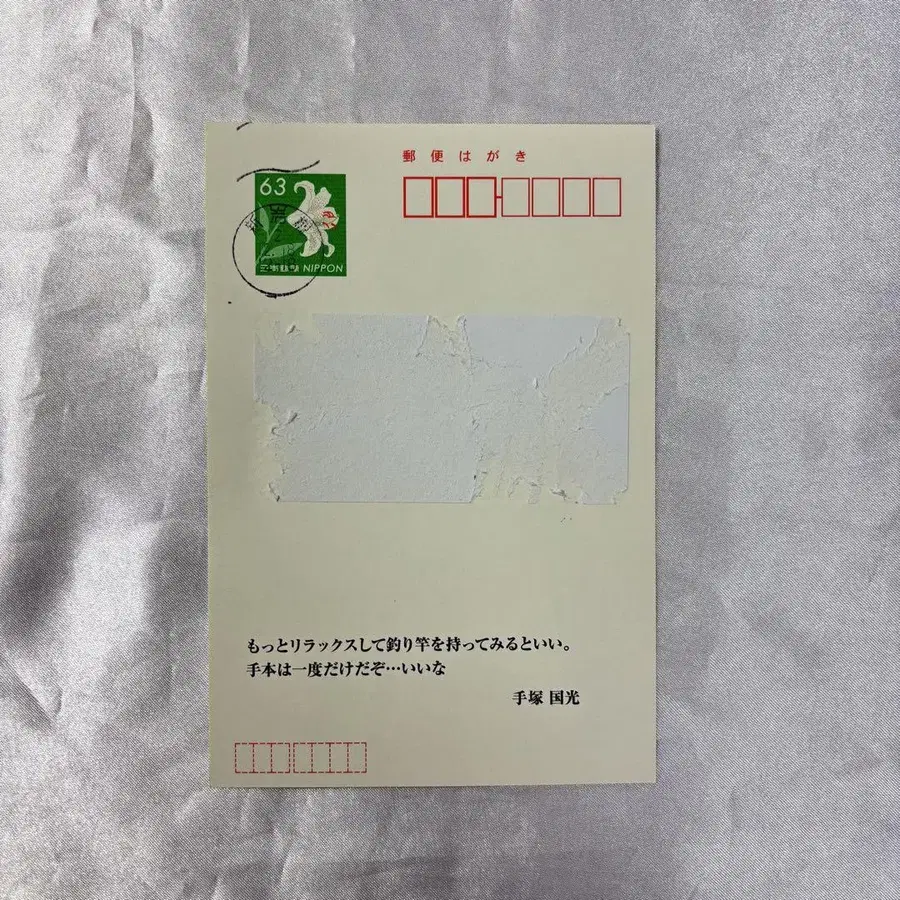 郵便はがき
63
NIPPON
もっとリラックスして釣り竿を持ってみるといい。
手本は一度だけだぞ…いいな
手塚 国光